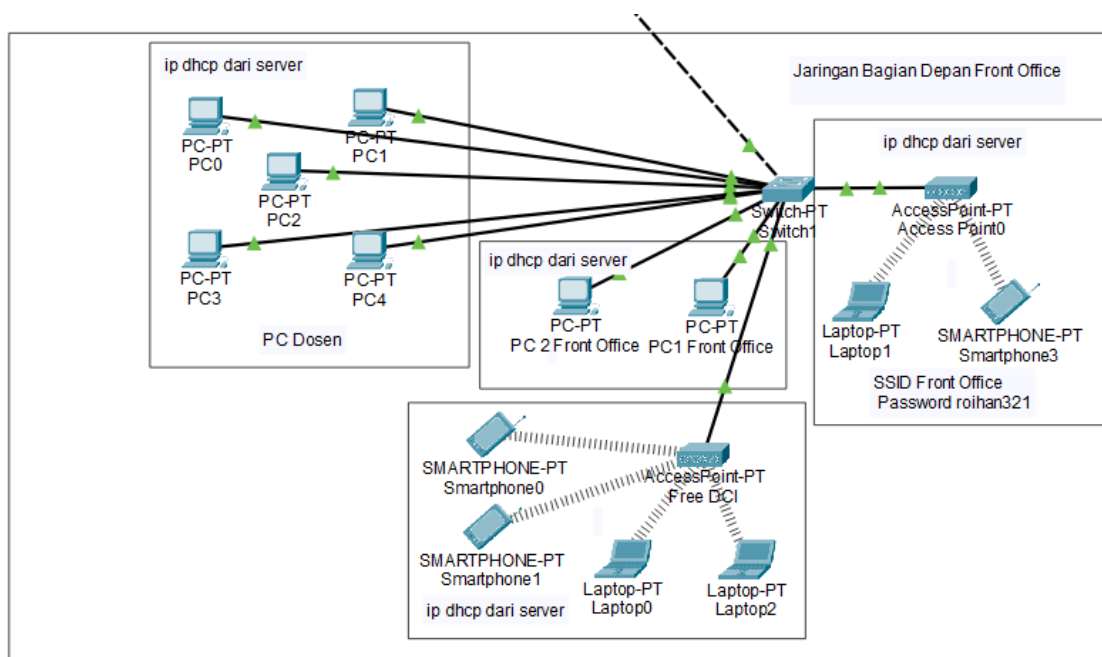 ip dhcp dari server
PC-PT
PC0
PC-PT
PC1
PC-PT
PC2
PC-PT
PC3
PC-PT
PC4
PC Dosen
Jaringan Bagian Depan Front Office
Switch-PT
Switch1
ip dhcp dari server
AccessPoint-PT
Access Point0
Laptop-PT
Laptop1
SMARTPHONE-PT
Smartphone3
SSID Front Office
Password roihan321
ip dhcp dari server
PC-PT
PC 2 Front Office
PC-PT
PC1 Front Office
SMARTPHONE-PT
Smartphone0
AccessPoint-PT
Free DCI
SMARTPHONE-PT
Smartphone1
Laptop-PT
Laptop0
Laptop-PT
Laptop2
ip dhcp dari server